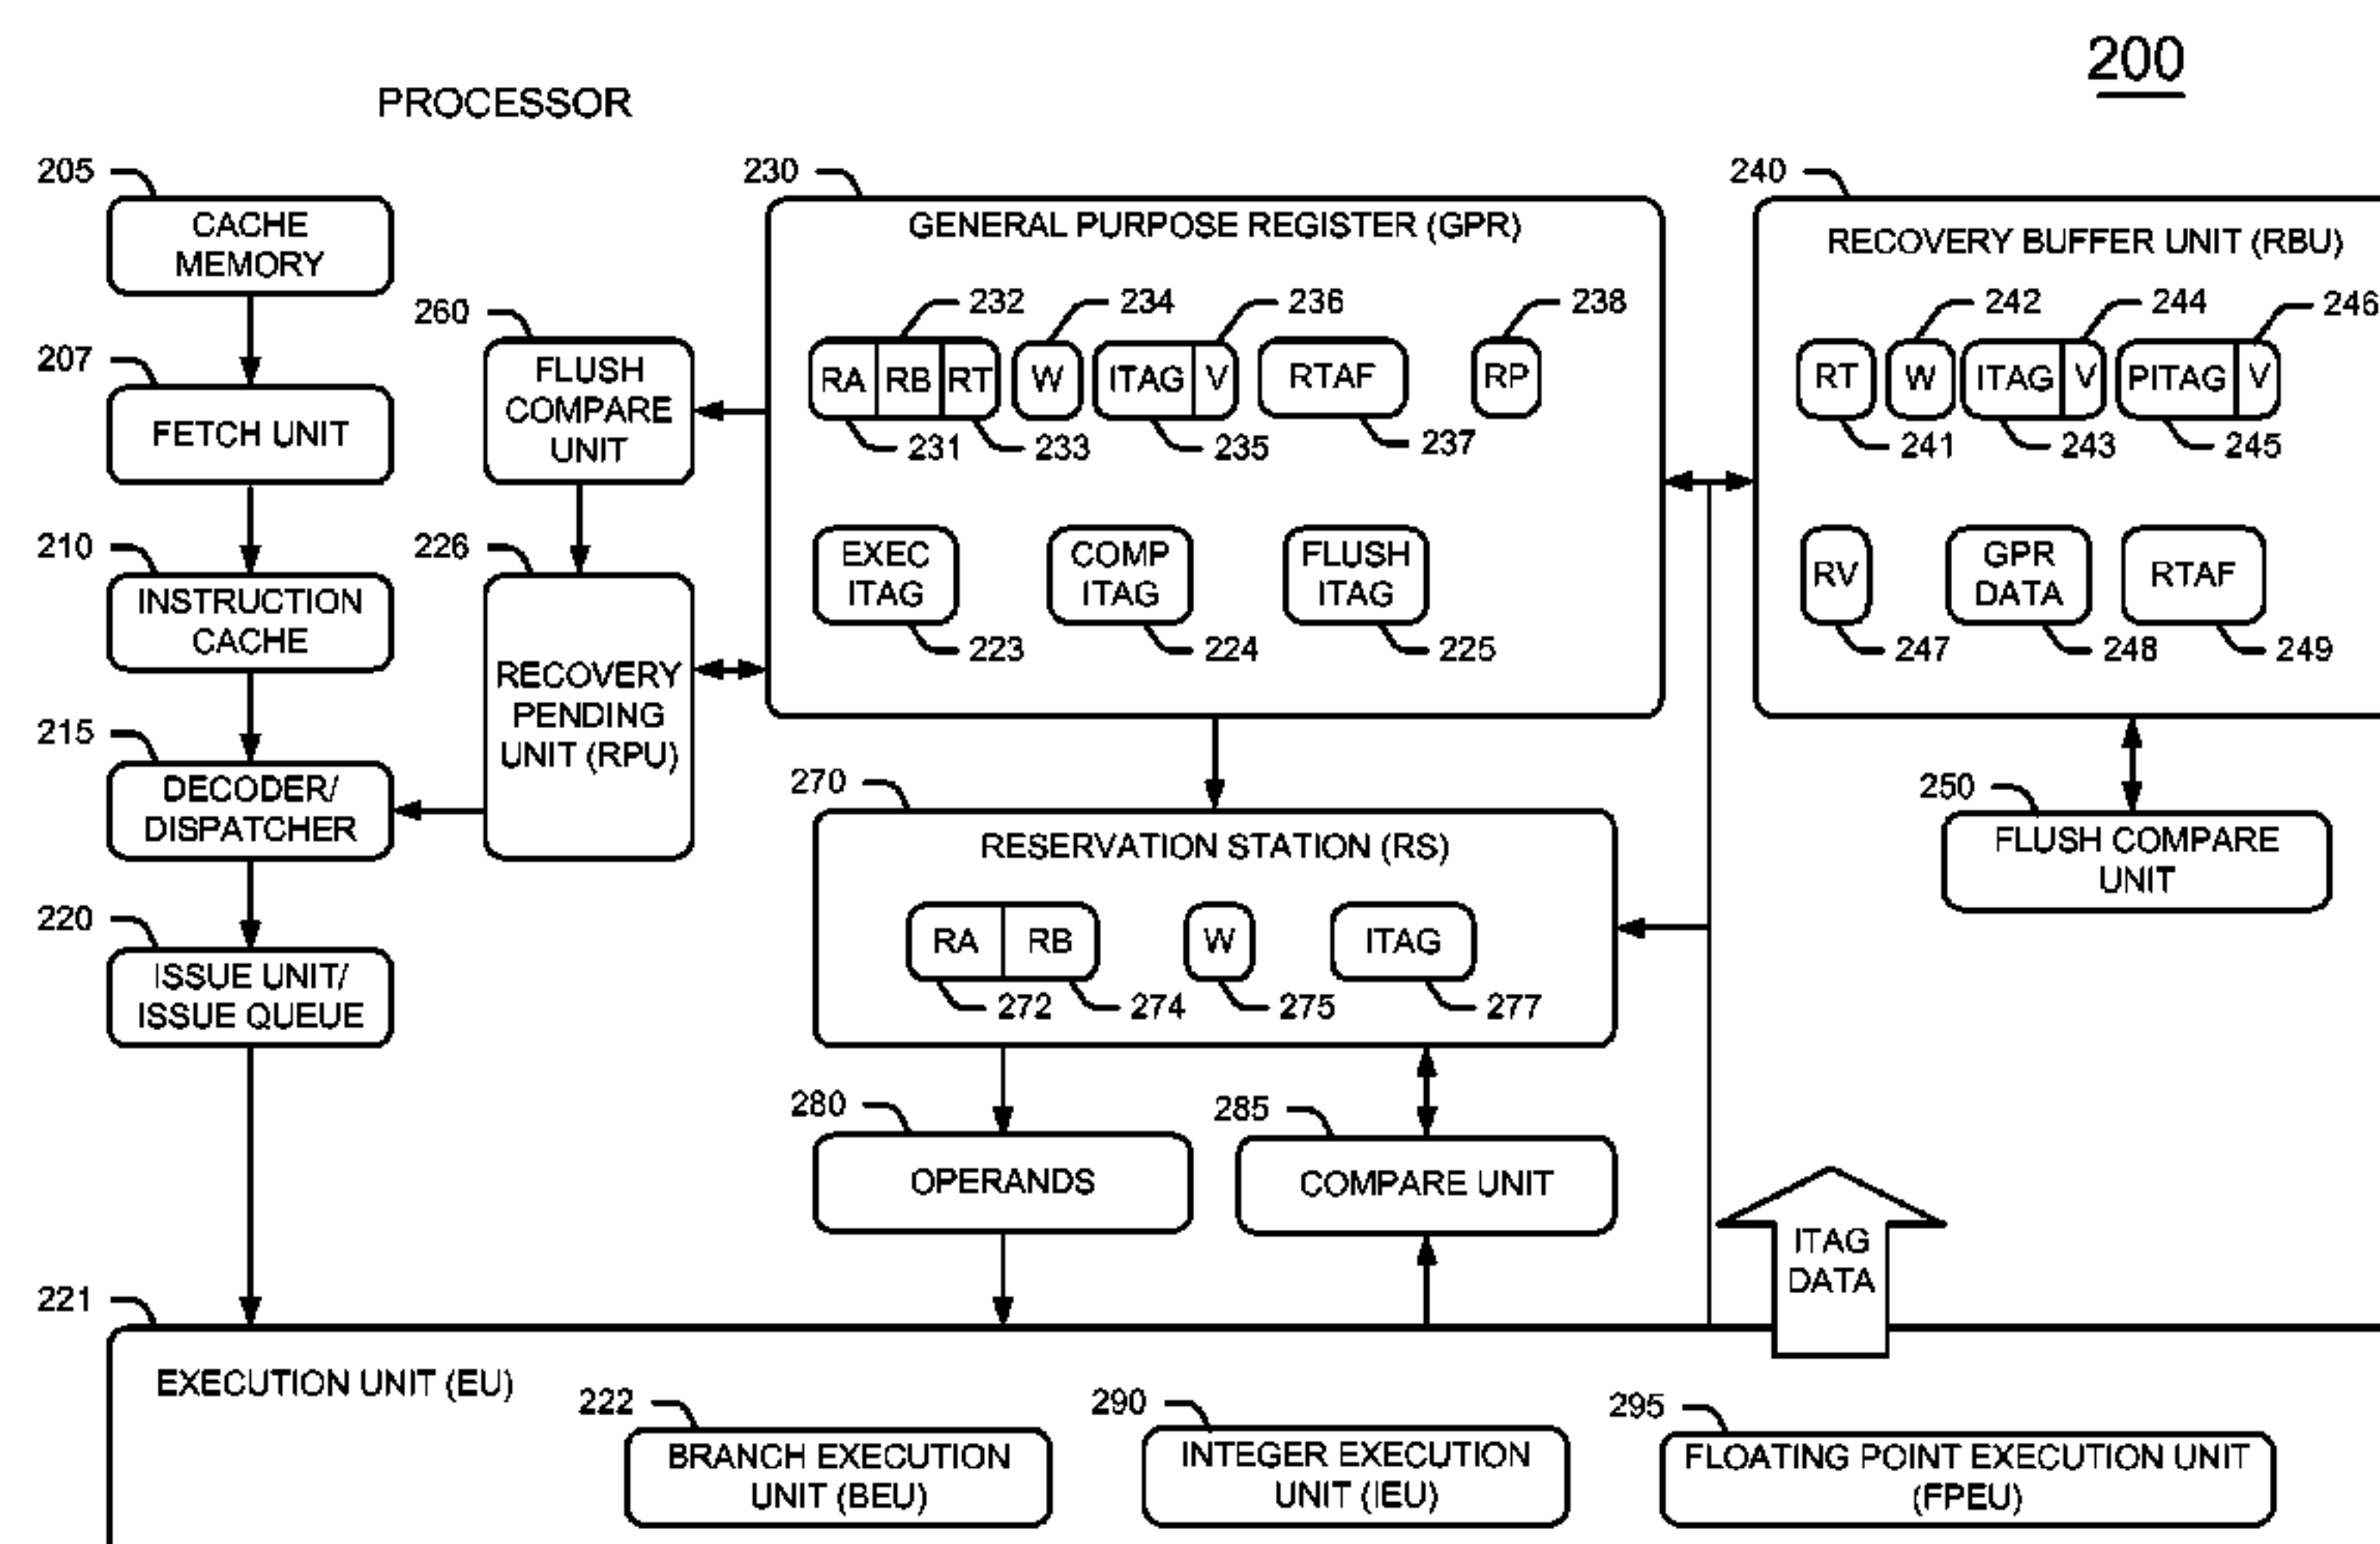 200
PROCESSOR
205
CACHE
MEMORY
207
FETCH UNIT
210
INSTRUCTION
CACHE
215
DECODER/
DISPATCHER
220
ISSUE UNIT/
ISSUE QUEUE
260
FLUSH
COMPARE
UNIT
226
RECOVERY
PENDING
UNIT (RPU)
230
GENERAL PURPOSE REGISTER (GPR)
232 234 236 238
RA RB RT W ITAG V RTAF RP
231 233 235 237
EXEC
ITAG
223
COMP
ITAG
224
FLUSH
ITAG
225
240
RECOVERY BUFFER UNIT (RBU)
242 244 246
RT W ITAG V PITAG V
241 243 245
RV
247
GPR
DATA
248
RTAF
249
250
FLUSH COMPARE
UNIT
270
RESERVATION STATION (RS)
RA RB W ITAG
272 274 275 277
280
OPERANDS
285
COMPARE UNIT
ITAG
DATA
221
EXECUTION UNIT (EU)
222
BRANCH EXECUTION
UNIT (BEU)
290
INTEGER EXECUTION
UNIT (IEU)
295
FLOATING POINT EXECUTION UNIT
(FPEU)